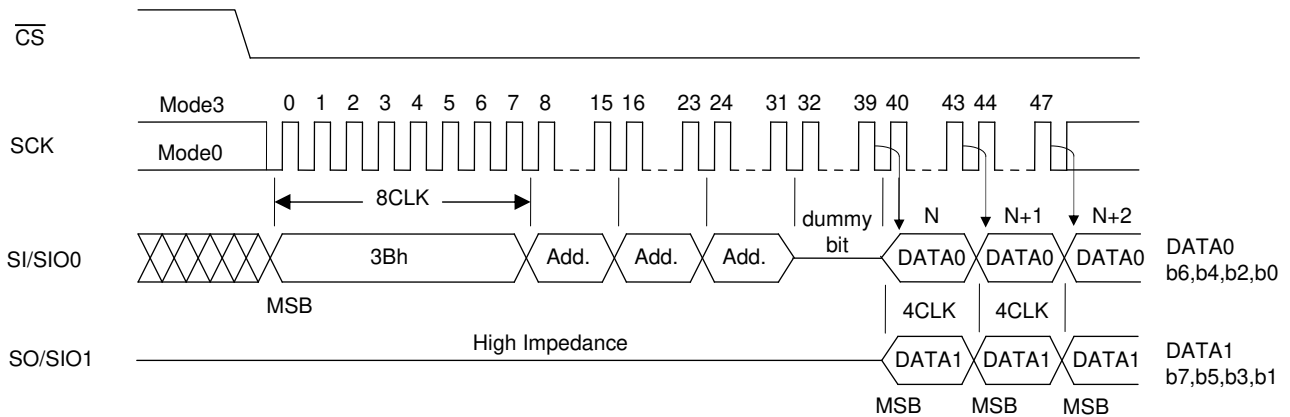 CS
Mode3 0 1 2 3 4 5 6 7 8 15 16 23 24 31 32 39 40 43 44 47
SCK
Mode0
8CLK
dummy bit
N N+1 N+2
SI/SIO0 3Bh Add. Add. Add. DATA0 DATA0 DATA0
DATA0
b6,b4,b2,b0
MSB
4CLK 4CLK
High Impedance
SO/SIO1 DATA1 DATA1 DATA1
DATA1
b7,b5,b3,b1
MSB MSB MSB